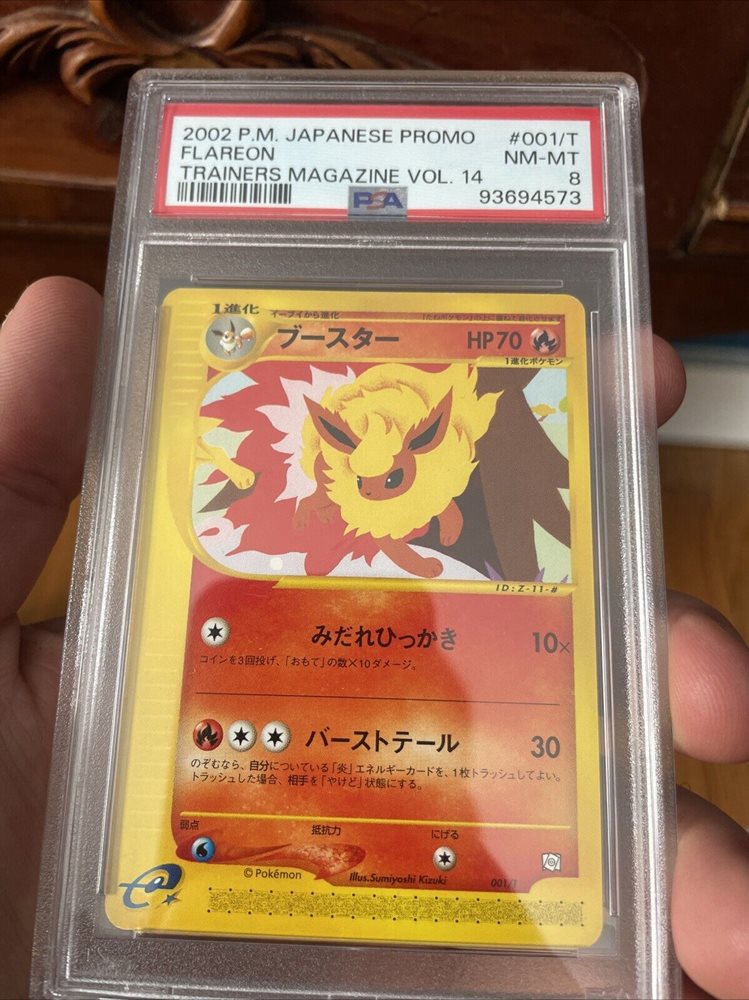 2002 P.M. JAPANESE PROMO #001/T
FLAREON NM-MT
TRAINERS MAGAZINE VOL. 14 8
PSA 93694573
1進化 イーブイから進化
ブースター HP70
1進化ポケモン
ID:Z-11-#
みだれひっかき 10×
コインを3回投げ、「おもて」の数×10ダメージ。
バーストテール 30
のぞむなら、自分についている「炎」エネルギーカードを、1枚トラッシュしてよい。
トラッシュした場合、相手を「やけど」状態にする。
弱点 抵抗力 にげる
e
© Pokémon Illus.Sumiyoshi Kizuki 001/T